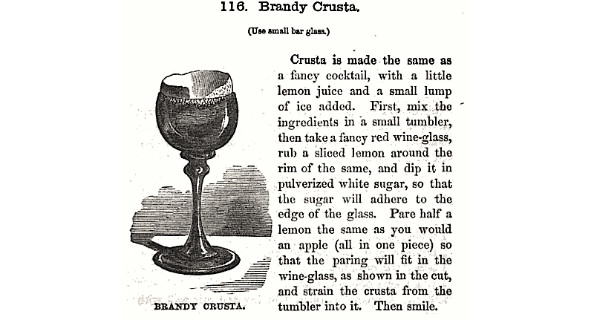 116. Brandy Crusta.
(Use small bar glass.)
Crusta is made the same as
a fancy cocktail, with a little
lemon juice and a small lump
of ice added. First, mix the
ingredients in a small tumbler,
then take a fancy red wine-glass,
rub a sliced lemon around the
rim of the same, and dip it in
pulverized white sugar, so that
the sugar will adhere to the
edge of the glass. Pare half a
lemon the same as you would
an apple (all in one piece) so
that the paring will fit in the
wine-glass, as shown in the cut,
and strain the crusta from the
tumbler into it. Then smile.
BRANDY CRUSTA.